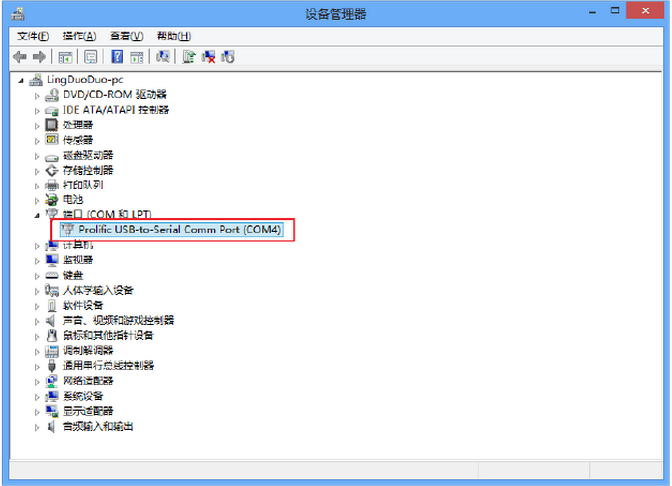 设备管理器
文件(F) 操作(A) 查看(V) 帮助(H)
LingDuoDuo-pc
DVD/CD-ROM 驱动器
IDE ATA/ATAPI 控制器
处理器
传感器
磁盘驱动器
存储控制器
打印队列
电池
端口 (COM 和 LPT)
Prolific USB-to-Serial Comm Port (COM4)
计算机
监视器
键盘
人体学输入设备
软件设备
声音、视频和游戏控制器
鼠标和其他指针设备
调制解调器
通用串行总线控制器
网络适配器
系统设备
显示适配器
音频输入和输出